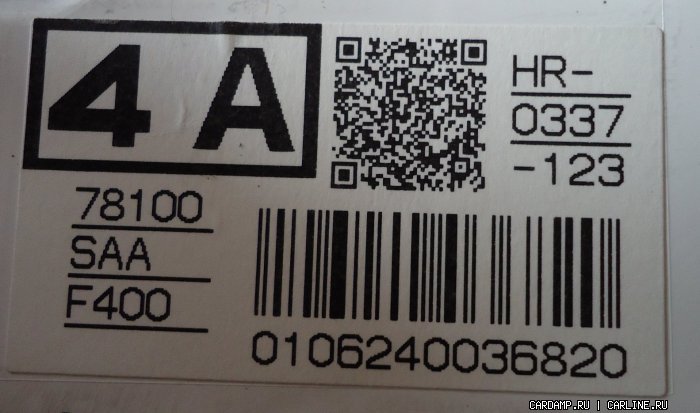 4 A
HR-
0337
-123
78100
SAA
F400
0106240036820
CARDAMP.RU | CARLINE.RU